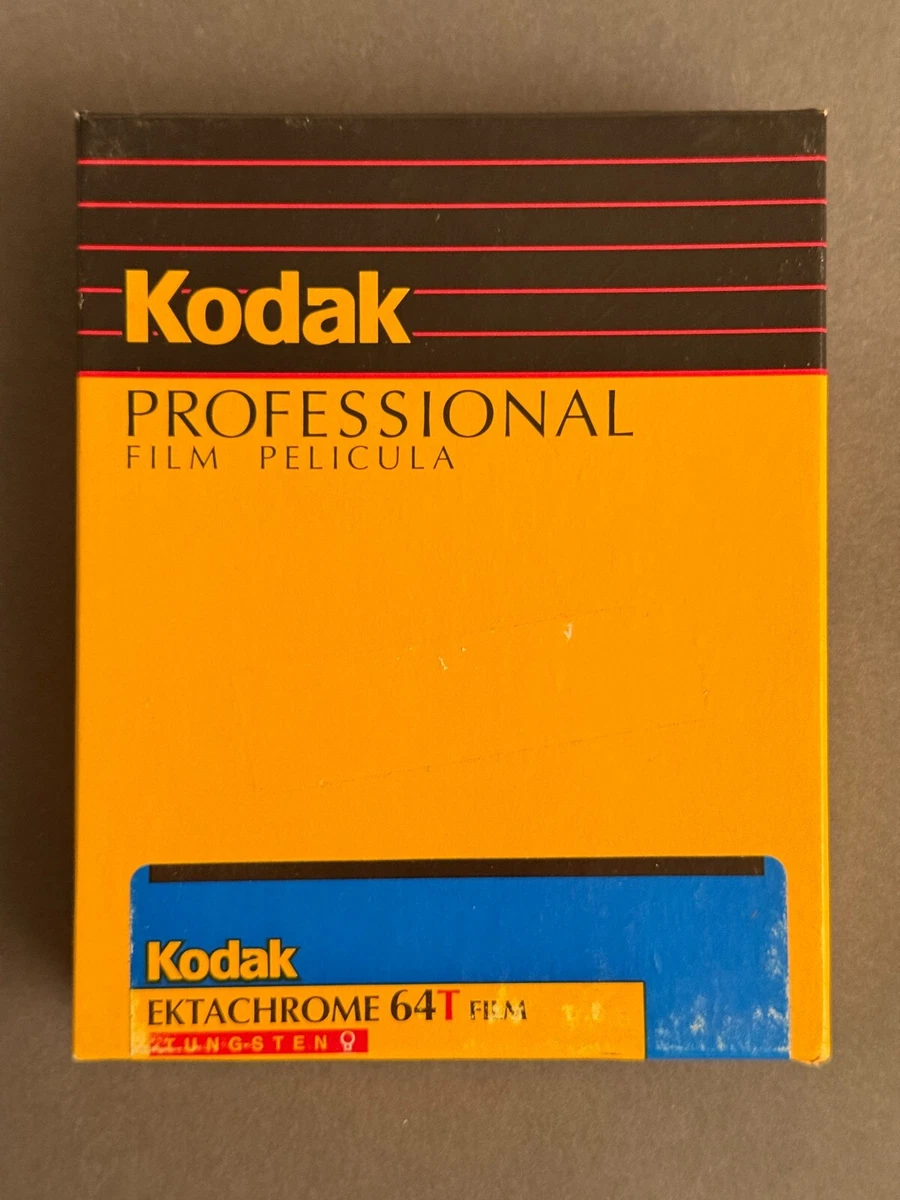 Kodak
PROFESSIONAL
FILM PELICULA
Kodak
EKTACHROME 64T FILM
TUNGSTEN